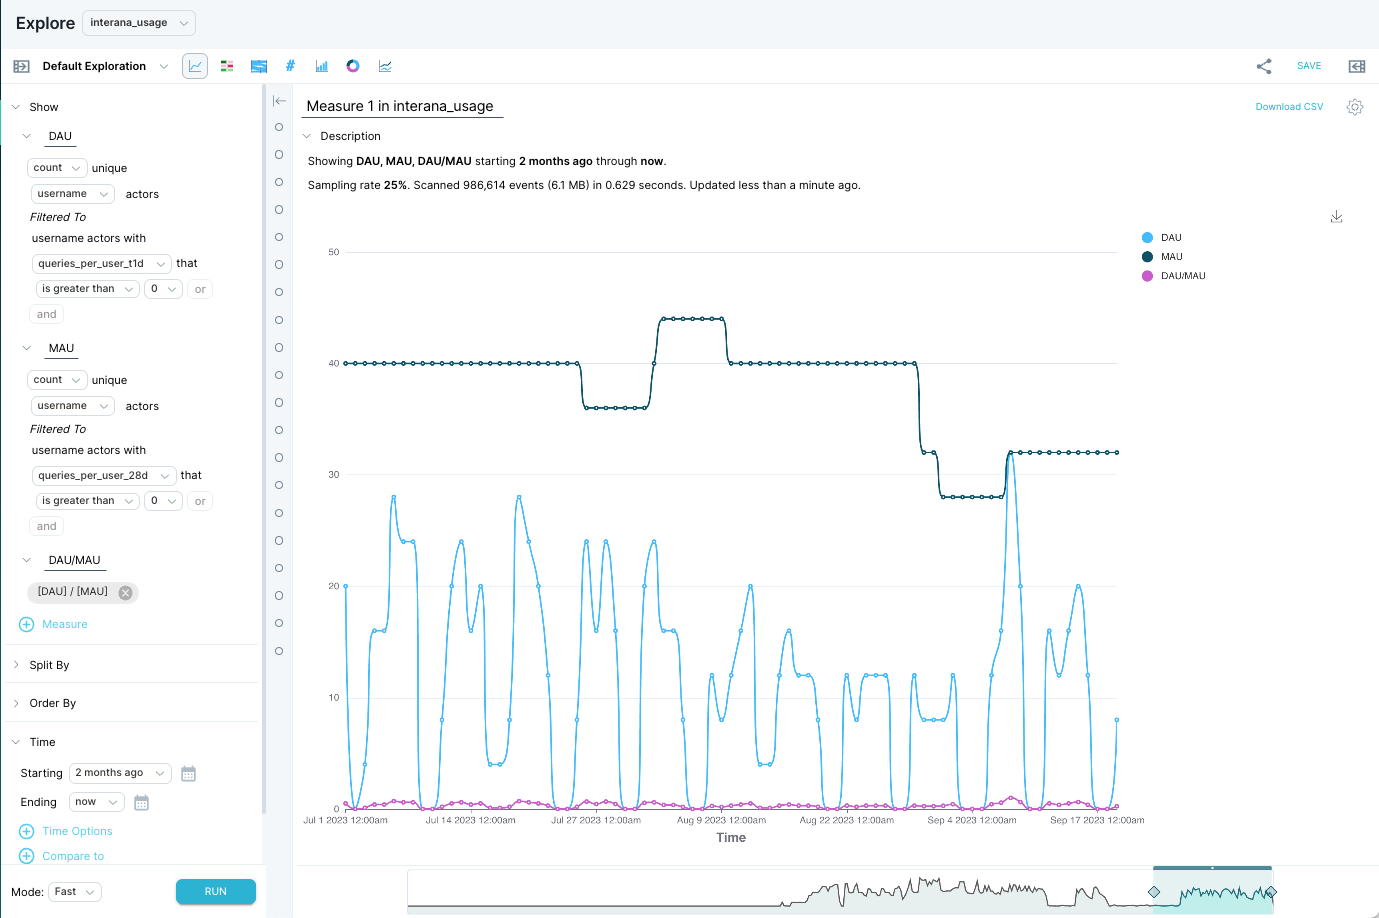 Explore interana_usage
Default Exploration
#
SAVE
Show
DAU
count unique
username actors
Filtered To
username actors with
queries_per_user_t1d that
is greater than 0 or
and
MAU
count unique
username actors
Filtered To
username actors with
queries_per_user_28d that
is greater than 0 or
and
DAU/MAU
[DAU] / [MAU]
Measure
Split By
Order By
Time
Starting 2 months ago
Ending now
Time Options
Compare to
Mode: Fast RUN
Measure 1 in interana_usage
Download CSV
Description
Showing DAU, MAU, DAU/MAU starting 2 months ago through now.
Sampling rate 25%. Scanned 986,614 events (6.1 MB) in 0.629 seconds. Updated less than a minute ago.
DAU
MAU
DAU/MAU
50
40
30
20
10
0
Jul 1 2023 12:00am Jul 14 2023 12:00am Jul 27 2023 12:00am Aug 9 2023 12:00am Aug 22 2023 12:00am Sep 4 2023 12:00am Sep 17 2023 12:00am
Time